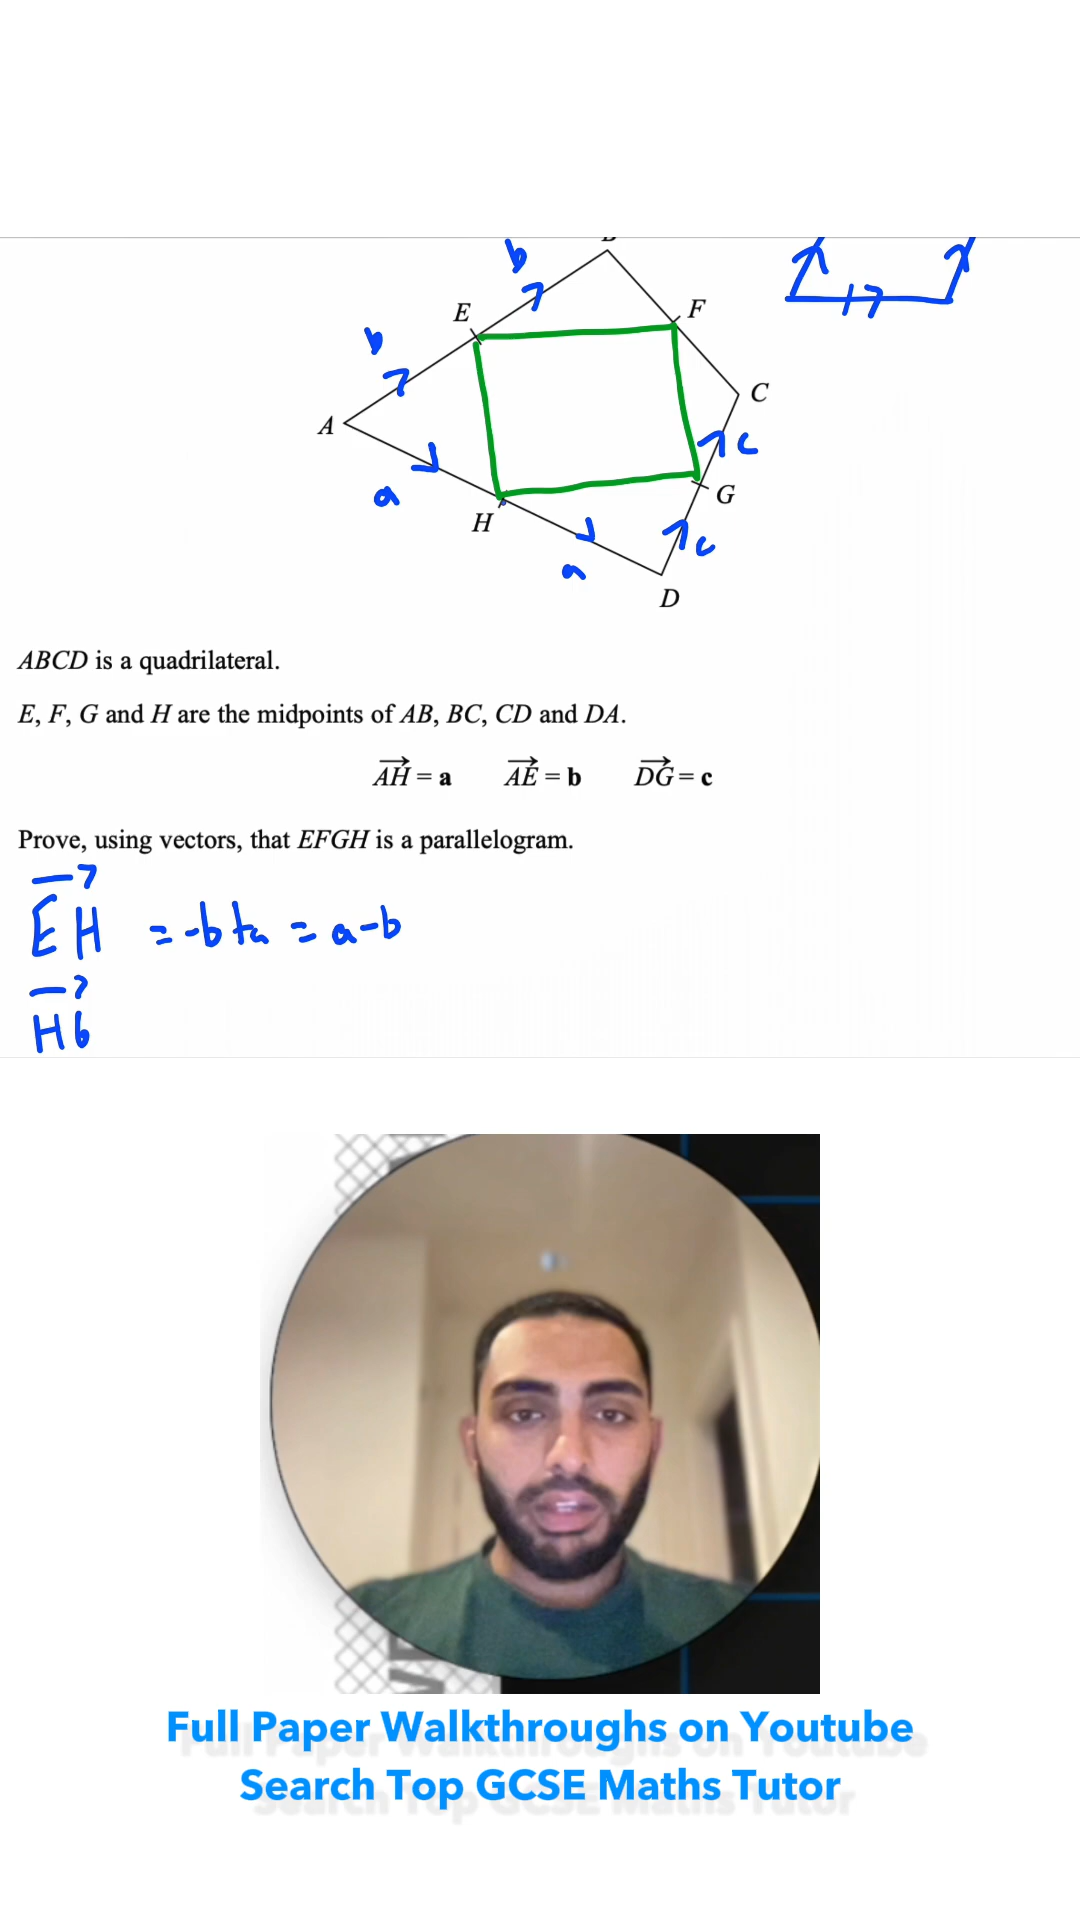 b
E
F
b
A
C
c
a
G
H
c
a
D
ABCD is a quadrilateral.
E, F, G and H are the midpoints of AB, BC, CD and DA.
AH = a AE = b DG = c
Prove, using vectors, that EFGH is a parallelogram.
EH = -b+a = a-b
HG
Full Paper Walkthroughs on Youtube
Search Top GCSE Maths Tutor